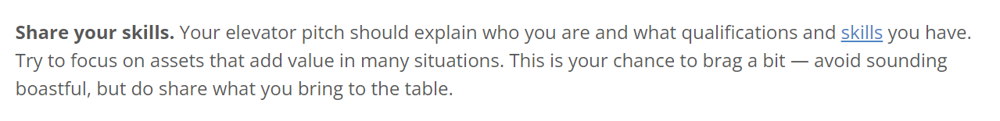 Share your skills. Your elevator pitch should explain who you are and what qualifications and skills you have.
Try to focus on assets that add value in many situations. This is your chance to brag a bit — avoid sounding
boastful, but do share what you bring to the table.